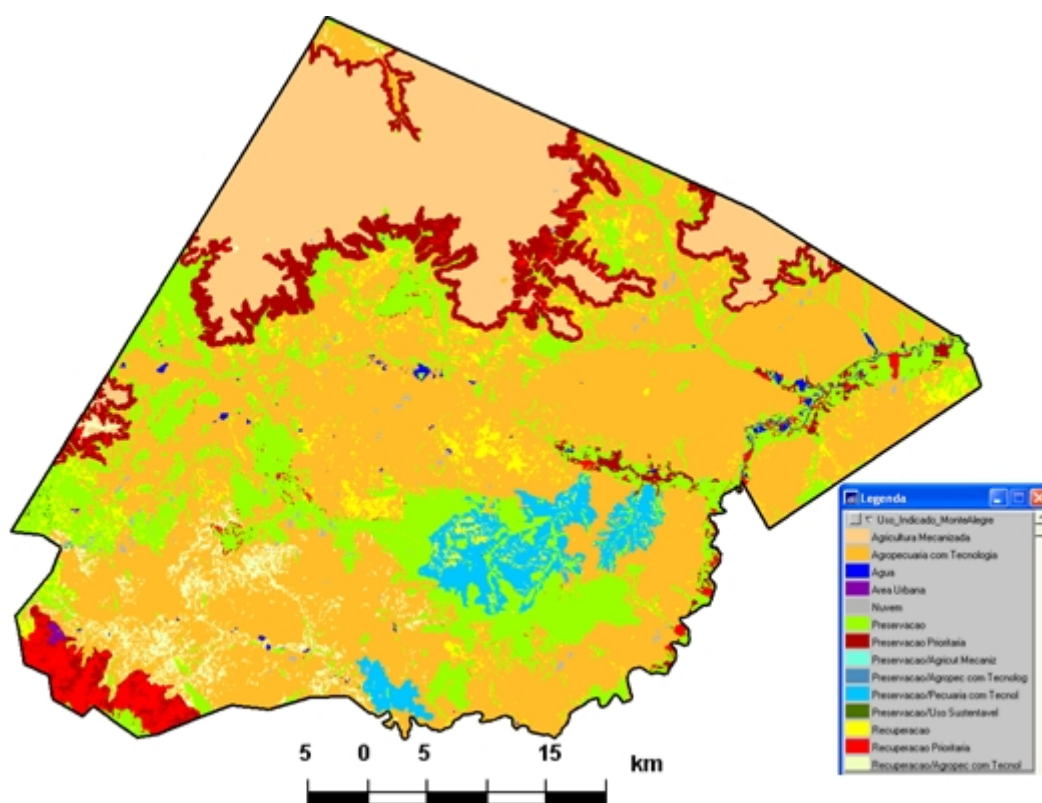 Legenda
Uso_Indicado_MonteAlegre
Agricultura Mecanizada
Agropecuaria com Tecnologia
Agua
Area Urbana
Nuvem
Preservacao
Preservacao Prioritaria
Preservacao/Agricut Mecaniz
Preservacao/Agropec com Tecnolog
Preservacao/Pecuaria com Tecnol
Preservacao/Uso Sustentavel
Recuperacao
Recuperacao Prioritaria
Recuperacao/Agropec com Tecnol
5 0 5 15
km